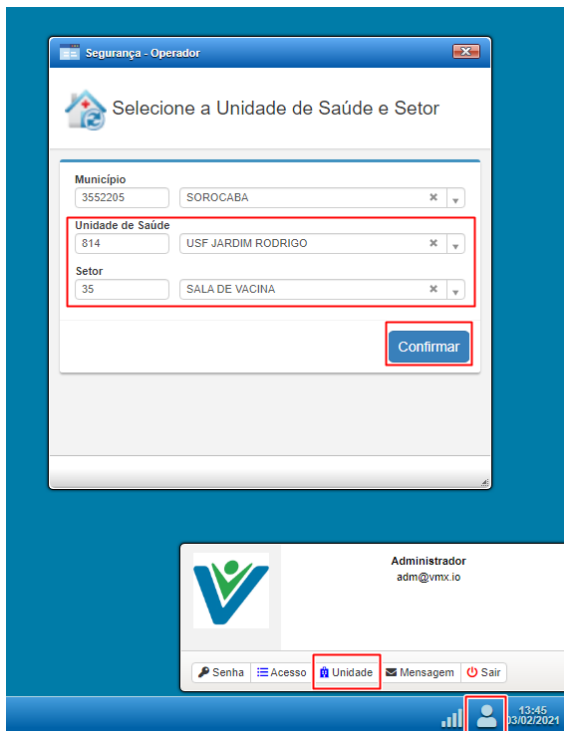 Segurança - Operador
Selecione a Unidade de Saúde e Setor
Município
3552205 SOROCABA
Unidade de Saúde
814 USF JARDIM RODRIGO
Setor
35 SALA DE VACINA
Confirmar
Administrador
adm@vmx.io
Senha Acesso Unidade Mensagem Sair
13:45
03/02/2021